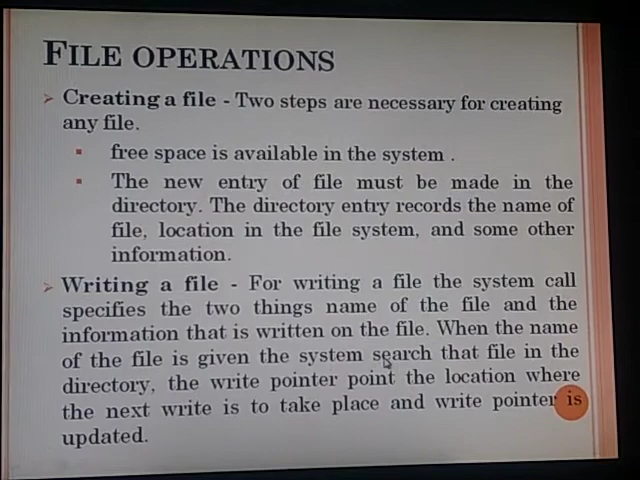 FILE OPERATIONS
➢ Creating a file - Two steps are necessary for creating
any file.
▪ free space is available in the system .
▪ The new entry of file must be made in the
directory. The directory entry records the name of
file, location in the file system, and some other
information.
➢ Writing a file - For writing a file the system call
specifies the two things name of the file and the
information that is written on the file. When the name
of the file is given the system search that file in the
directory, the write pointer point the location where
the next write is to take place and write pointer is
updated.